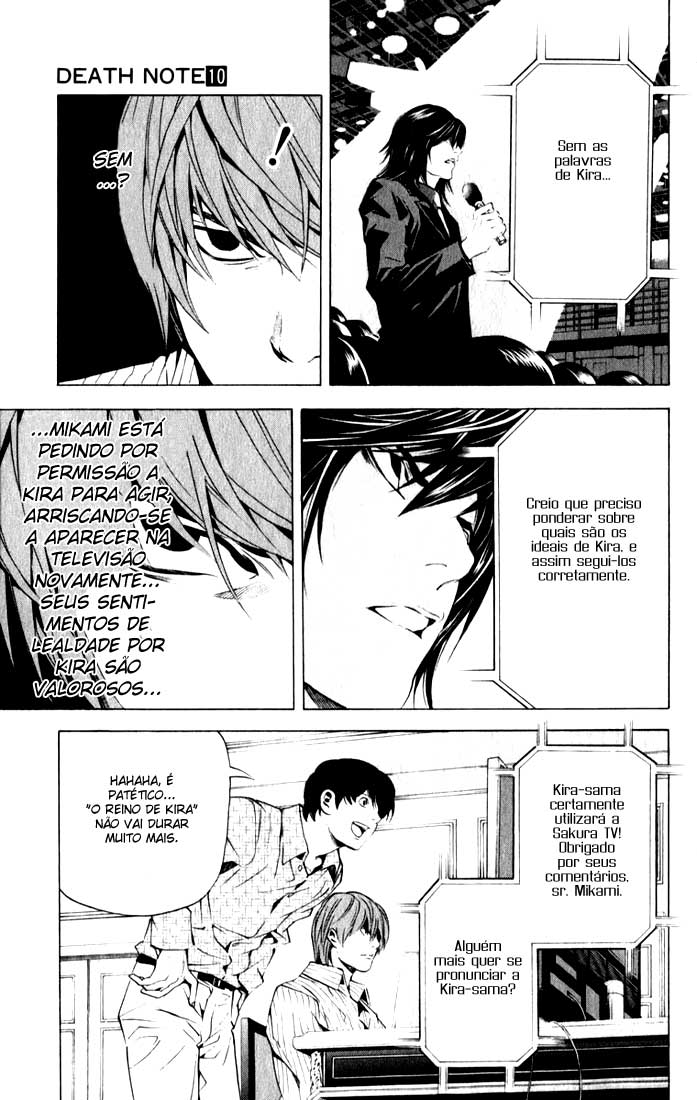 DEATH NOTE 10
Sem as
palavras
de Kira...
!
SEM
...?
Creio que preciso
ponderar sobre
quais são os
ideais de Kira, e
assim segui-los
corretamente.
...MIKAMI ESTÁ
PEDINDO POR
PERMISSÃO A
KIRA PARA AGIR,
ARRISCANDO-SE
A APARECER NA
TELEVISÃO
NOVAMENTE...
SEUS SENTI-
MENTOS DE
LEALDADE POR
KIRA SÃO
VALOROSOS...
Kira-sama
certamente
utilizará a
Sakura TV!
Obrigado
por seus
comentários,
sr. Mikami.
Alguém
mais quer se
pronunciar a
Kira-sama?
HAHAHA, É
PATÉTICO...
"O REINO DE KIRA"
NÃO VAI DURAR
MUITO MAIS.